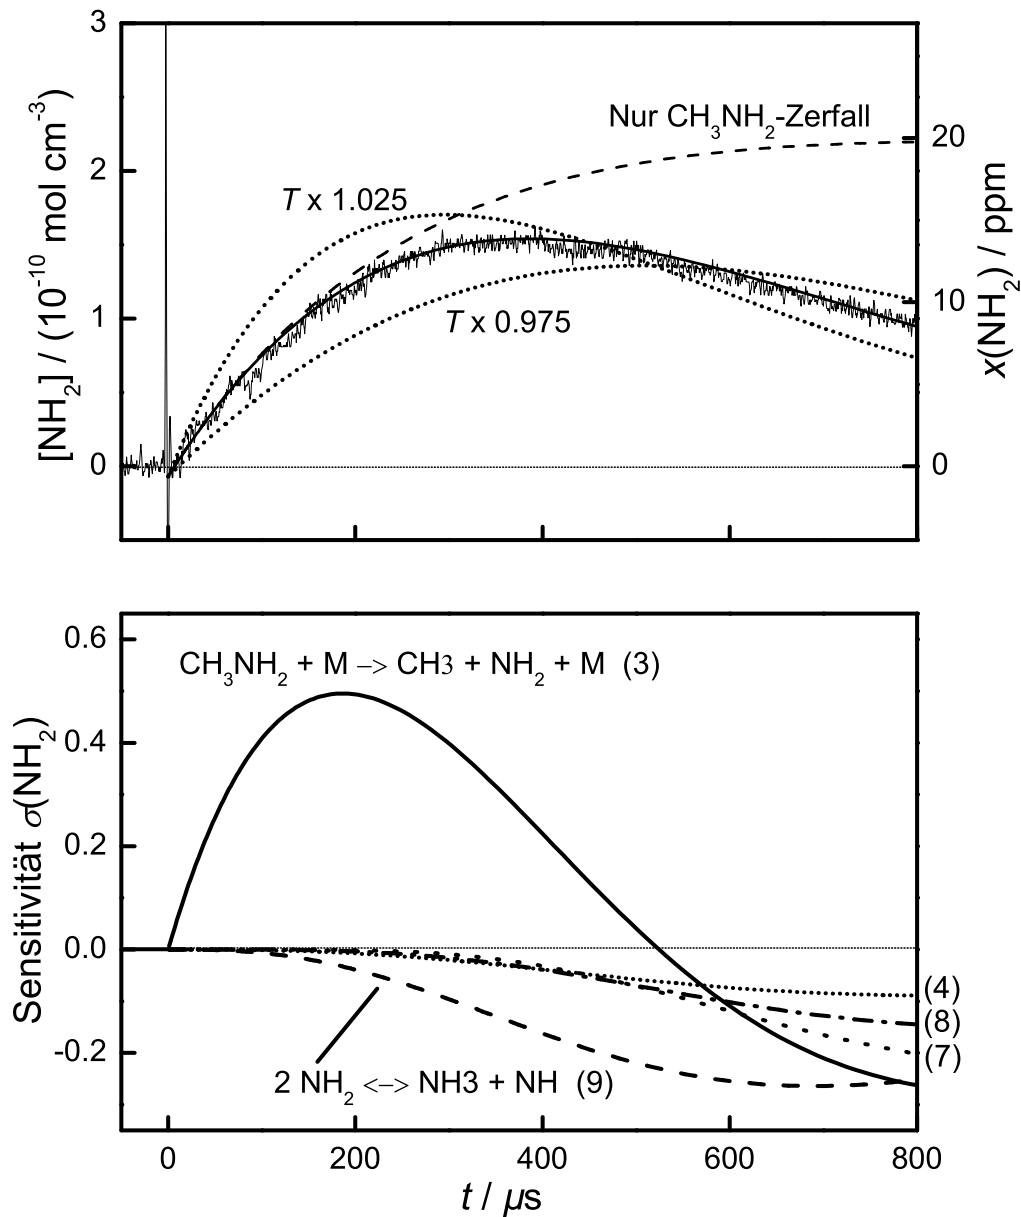 3
2
1
0
[NH2] / (10-10 mol cm-3)
Nur CH3NH2-Zerfall
T x 1.025
T x 0.975
20
10
0
x(NH2) / ppm
0.6
0.4
0.2
0.0
-0.2
Sensitivität σ(NH2)
CH3NH2 + M –> CH3 + NH2 + M (3)
(4)
(8)
(7)
2 NH2 <–> NH3 + NH (9)
0
200
400
600
800
t / µs